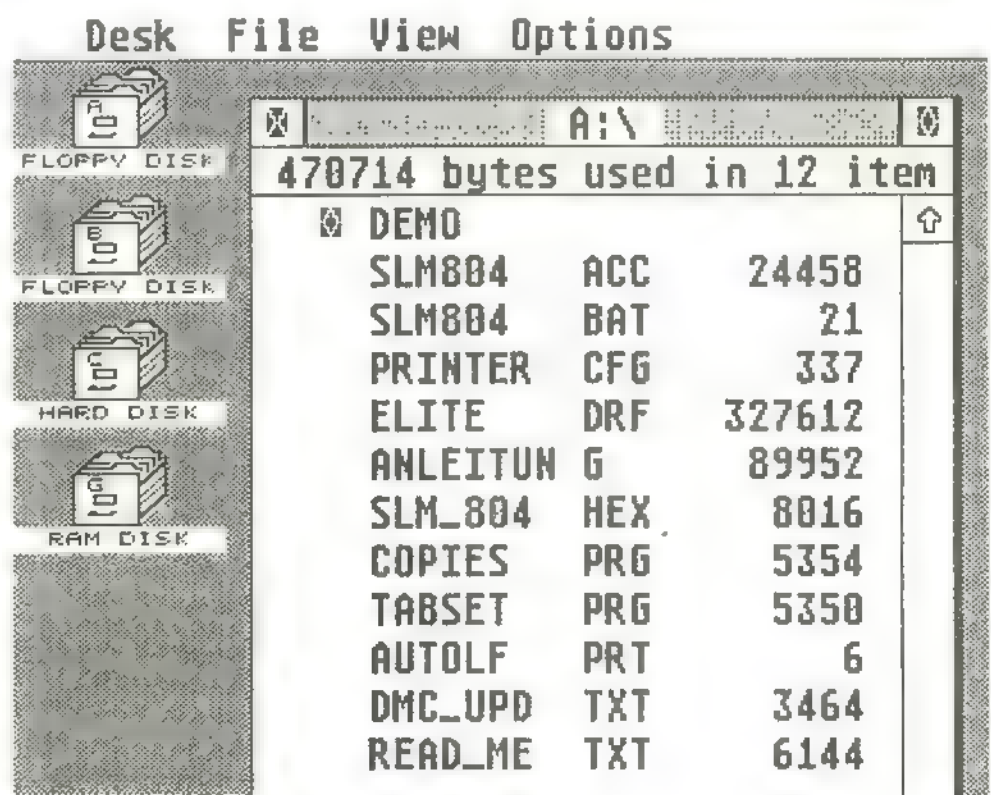 Desk File View Options
A
FLOPPY DISK
B
FLOPPY DISK
C
HARD DISK
G
RAM DISK
A:\
470714 bytes used in 12 item
DEMO
SLM804 ACC 24458
SLM804 BAT 21
PRINTER CFG 337
ELITE DRF 327612
ANLEITUN G 89952
SLM_804 HEX 8016
COPIES PRG 5354
TABSET PRG 5350
AUTOLF PRT 6
DMC_UPD TXT 3464
READ_ME TXT 6144